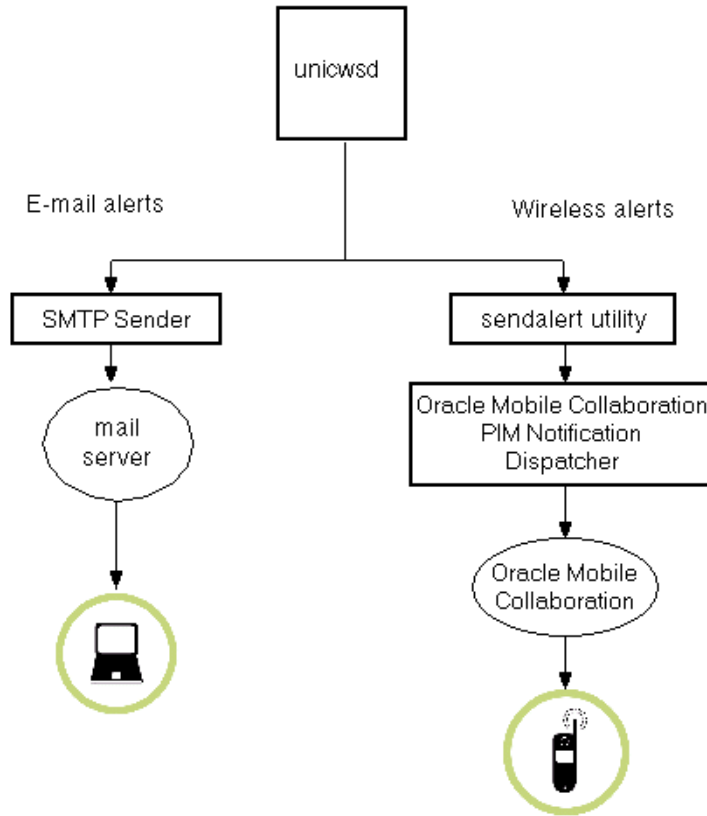 unicwsd
E-mail alerts
Wireless alerts
SMTP Sender
sendalert utility
mail
server
Oracle Mobile Collaboration
PIM Notification
Dispatcher
Oracle Mobile
Collaboration